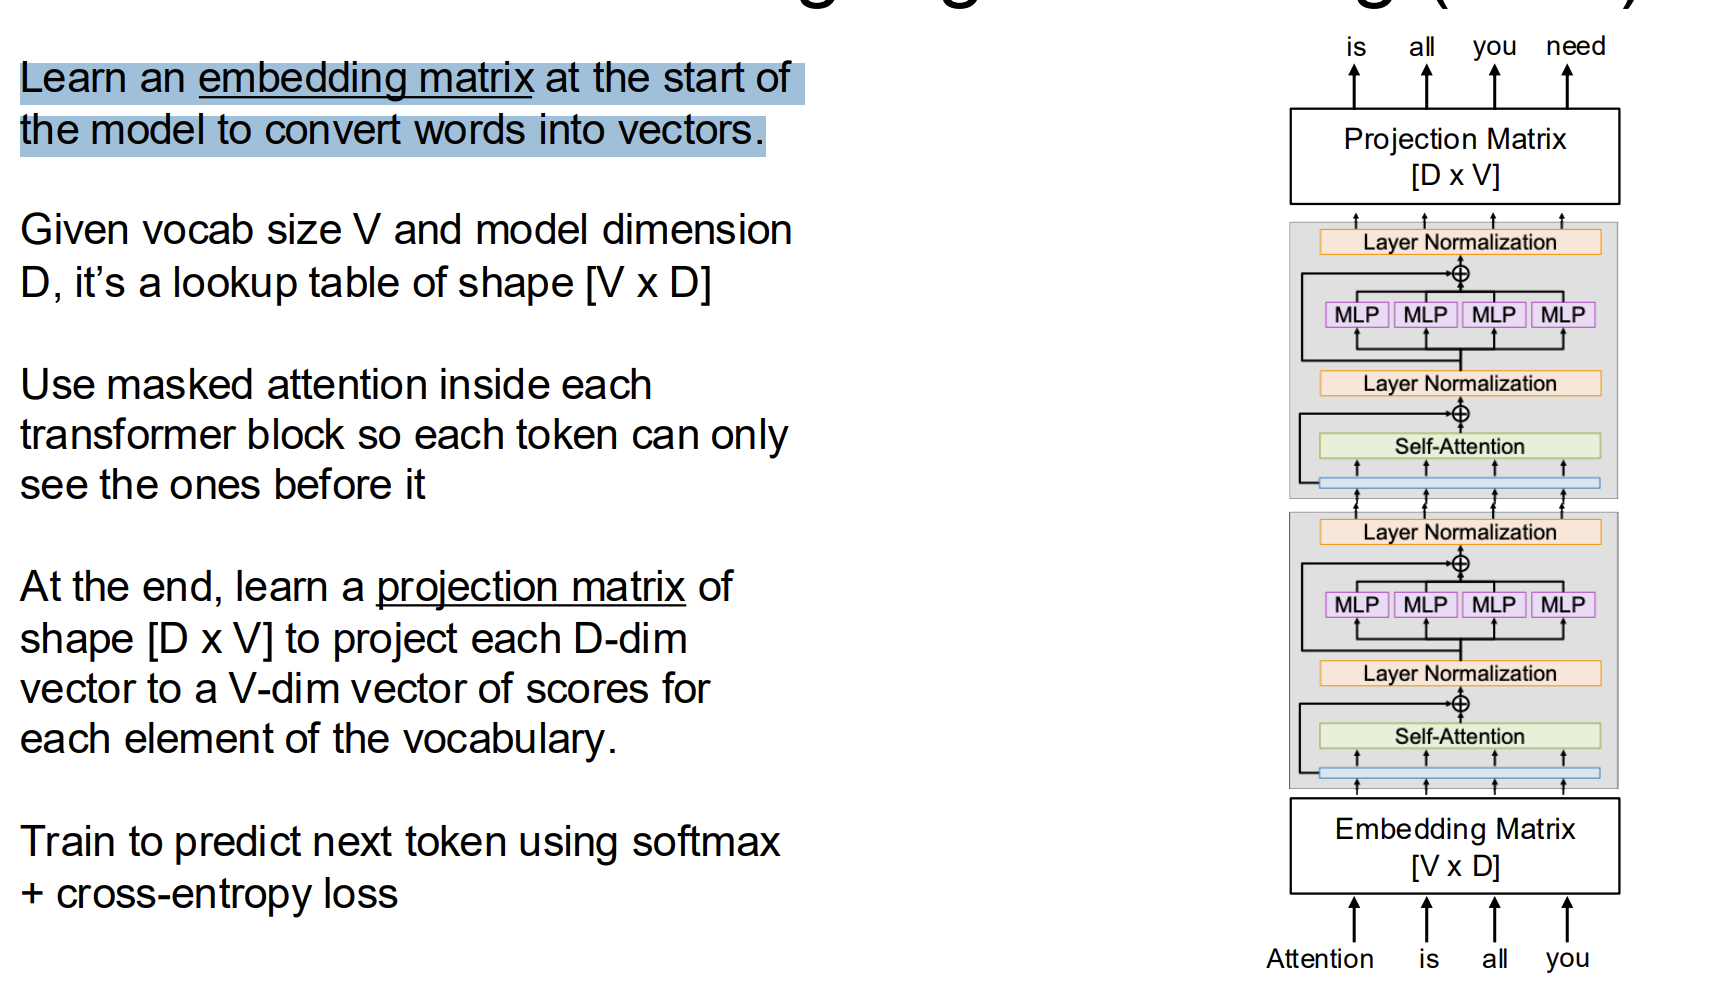 Learn an embedding matrix at the start of
the model to convert words into vectors.
Given vocab size V and model dimension
D, it’s a lookup table of shape [V x D]
Use masked attention inside each
transformer block so each token can only
see the ones before it
At the end, learn a projection matrix of
shape [D x V] to project each D-dim
vector to a V-dim vector of scores for
each element of the vocabulary.
Train to predict next token using softmax
+ cross-entropy loss
is all you need
Projection Matrix
[D x V]
Layer Normalization
MLP MLP MLP MLP
Layer Normalization
Self-Attention
Layer Normalization
MLP MLP MLP MLP
Layer Normalization
Self-Attention
Embedding Matrix
[V x D]
Attention is all you